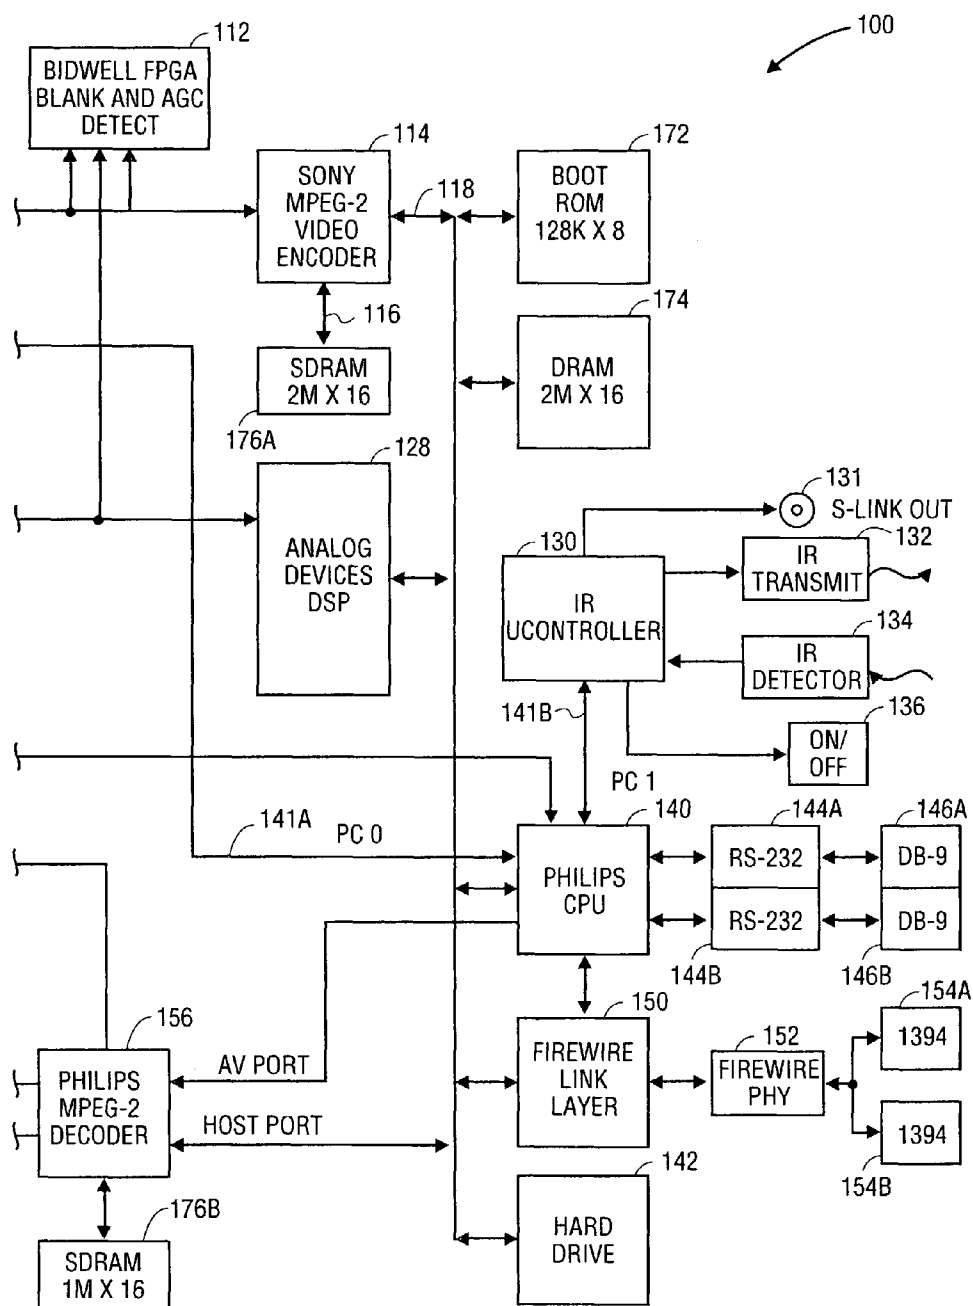 100
112
BIDWELL FPGA
BLANK AND AGC
DETECT
114
SONY
MPEG-2
VIDEO
ENCODER
118
172
BOOT
ROM
128K X 8
116
SDRAM
2M X 16
176A
174
DRAM
2M X 16
128
ANALOG
DEVICES
DSP
131
S-LINK OUT
130
IR
UCONTROLLER
132
IR
TRANSMIT
134
IR
DETECTOR
141B
136
ON/
OFF
PC 1
141A
PC 0
140
PHILIPS
CPU
144A
RS-232
RS-232
144B
146A
DB-9
DB-9
146B
156
PHILIPS
MPEG-2
DECODER
AV PORT
HOST PORT
150
FIREWIRE
LINK
LAYER
152
FIREWIRE
PHY
154A
1394
1394
154B
142
HARD
DRIVE
176B
SDRAM
1M X 16